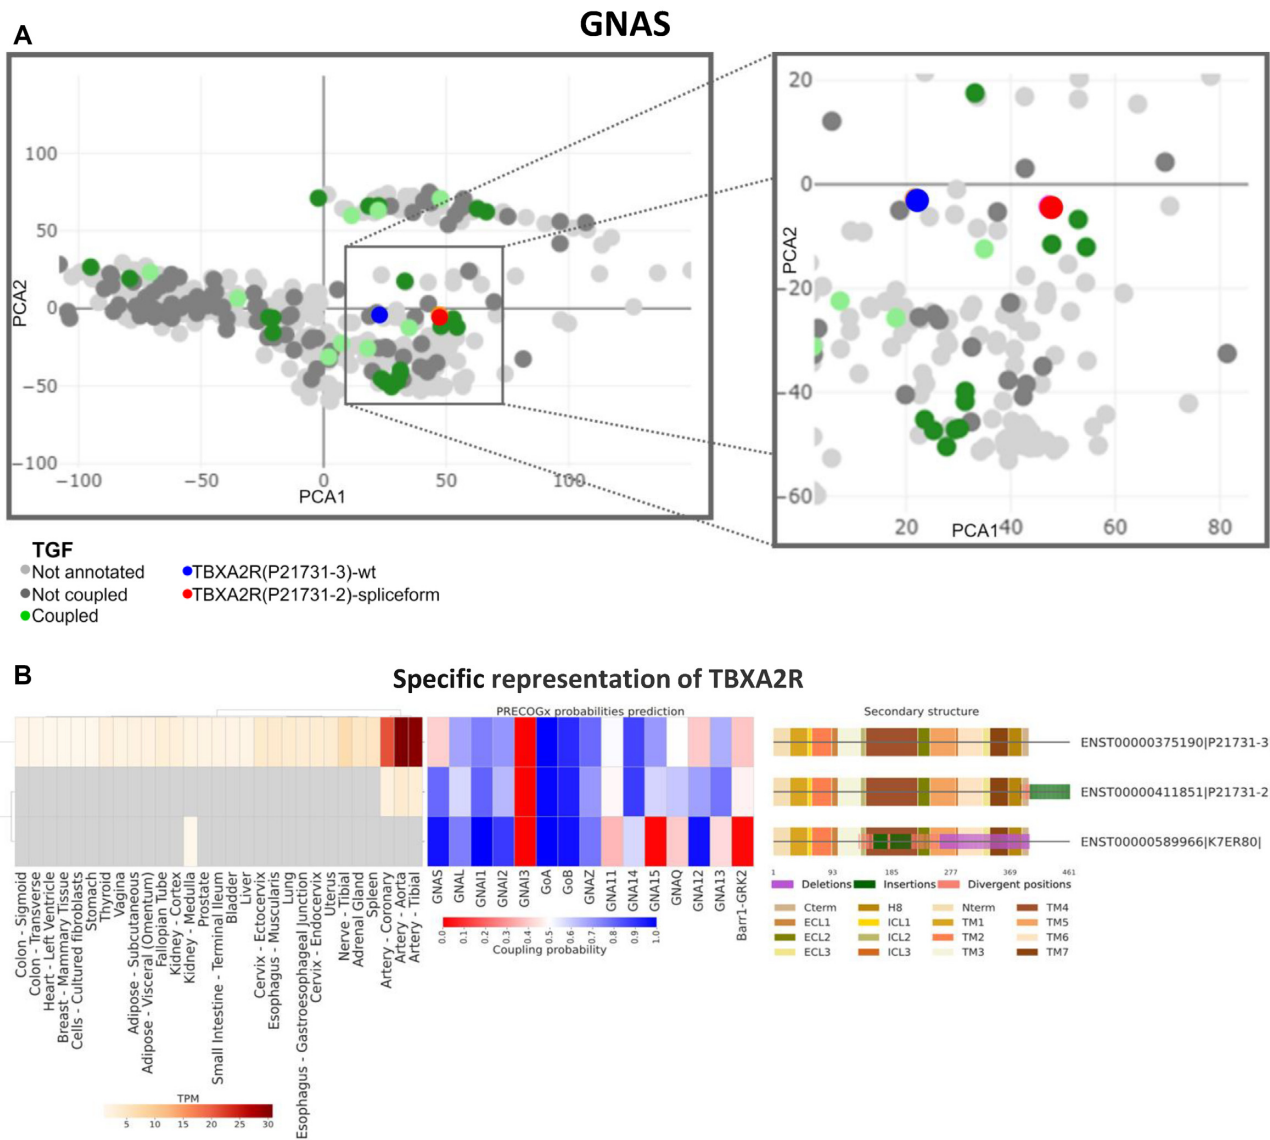 GNAS
A
100
50
0
−50
−100
PCA2
−100
−50
0
50
100
PCA1
20
0
−20
−40
−60
PCA2
20
40
60
80
PCA1
TGF
Not annotated
Not coupled
Coupled
TBXA2R(P21731-3)-wt
TBXA2R(P21731-2)-spliceform
B
Specific representation of TBXA2R
PRECOGx probabilities prediction
Secondary structure
ENST00000375190|P21731-3
ENST00000411851|P21731-2
ENST00000589966|K7ER80|
Colon - Sigmoid
Colon - Transverse
Heart - Left Ventricle
Breast - Mammary Tissue
Cells - Cultured fibroblasts
Stomach
Thyroid
Vagina
Adipose - Subcutaneous
Adipose - Visceral (Omentum)
Fallopian Tube
Kidney - Cortex
Kidney - Medulla
Prostate
Small Intestine - Terminal Ileum
Bladder
Liver
Cervix - Ectocervix
Esophagus - Muscularis
Lung
Esophagus - Gastroesophageal Junction
Cervix - Endocervix
Uterus
Nerve - Tibial
Adrenal Gland
Spleen
Artery - Coronary
Artery - Aorta
Artery - Tibial
GNAS
GNAL
GNAI1
GNAI2
GNAI3
GoA
GoB
GNAZ
GNA11
GNA14
GNA15
GNAQ
GNA12
GNA13
Barr1-GRK2
0.0
0.1
0.2
0.3
0.4
0.5
0.6
0.7
0.8
0.9
1.0
Coupling probability
TPM
5 10 15 20 25 30
1 93 185 277 369 461
Deletions Insertions Divergent positions
Cterm H8 Nterm TM4
ECL1 ICL1 TM1 TM5
ECL2 ICL2 TM2 TM6
ECL3 ICL3 TM3 TM7